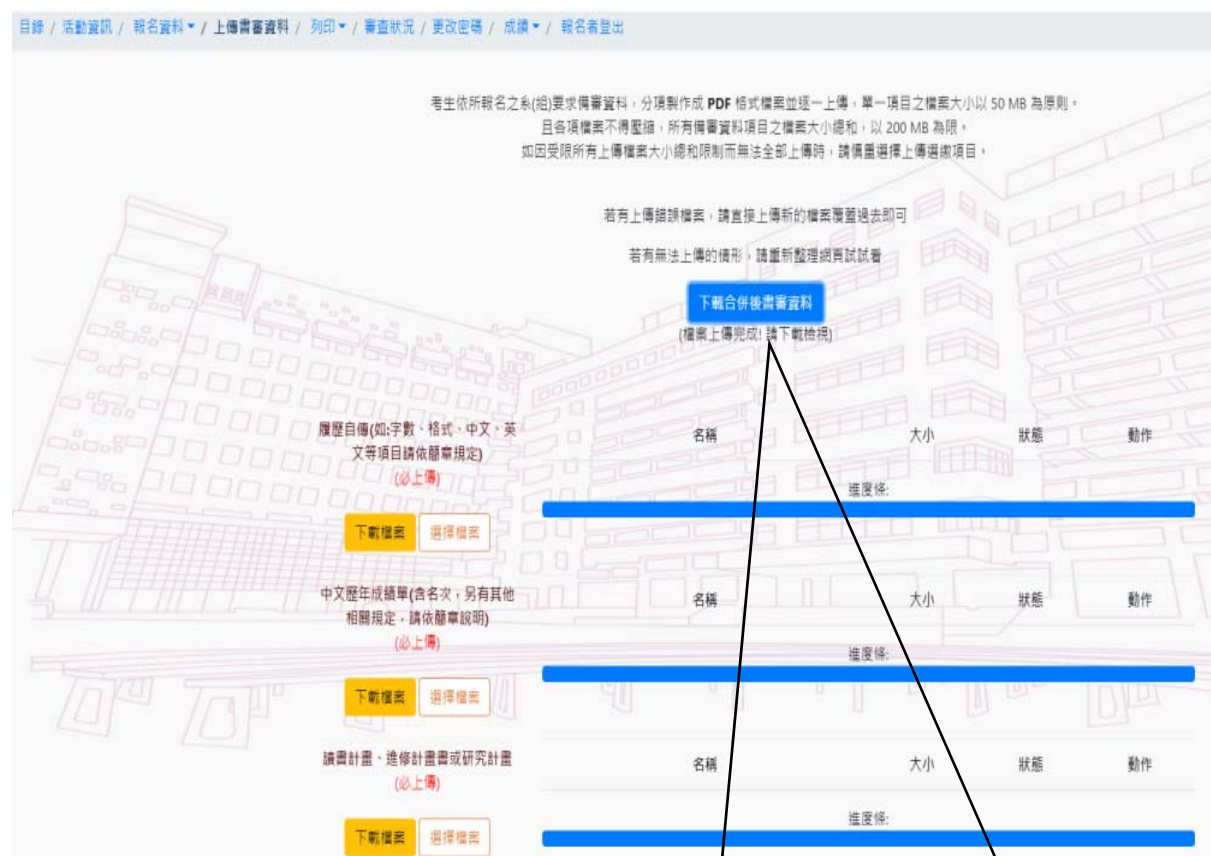 目錄 / 活動資訊 / 報名資料 / 上傳書審資料 / 列印 / 審查狀況 / 更改密碼 / 成績 / 報名者登出
考生依所報名之系(組)要求備審資料，分項製作成 PDF 格式檔案並逐一上傳，單一項目之檔案大小以 50 MB 為原則。
且各項檔案不得壓縮，所有備審資料項目之檔案大小總和，以 200 MB 為限。
如因受限所有上傳檔案大小總和限制而無法全部上傳時，請慎重選擇上傳選繳項目。
若有上傳錯誤檔案，請直接上傳新的檔案覆蓋過去即可
若有無法上傳的情形，請重新整理網頁試試看
下載合併後書審資料
(檔案上傳完成! 請下載檢視)
履歷自傳(如:字數、格式、中文、英
文等項目請依簡章規定)
(必上傳)
名稱 大小 狀態 動作
進度條:
下載檔案 選擇檔案
中文歷年成績單(含名次，另有其他
相關規定，請依簡章說明)
(必上傳)
名稱 大小 狀態 動作
進度條:
下載檔案 選擇檔案
讀書計畫、進修計畫書或研究計畫
(必上傳)
名稱 大小 狀態 動作
進度條:
下載檔案 選擇檔案